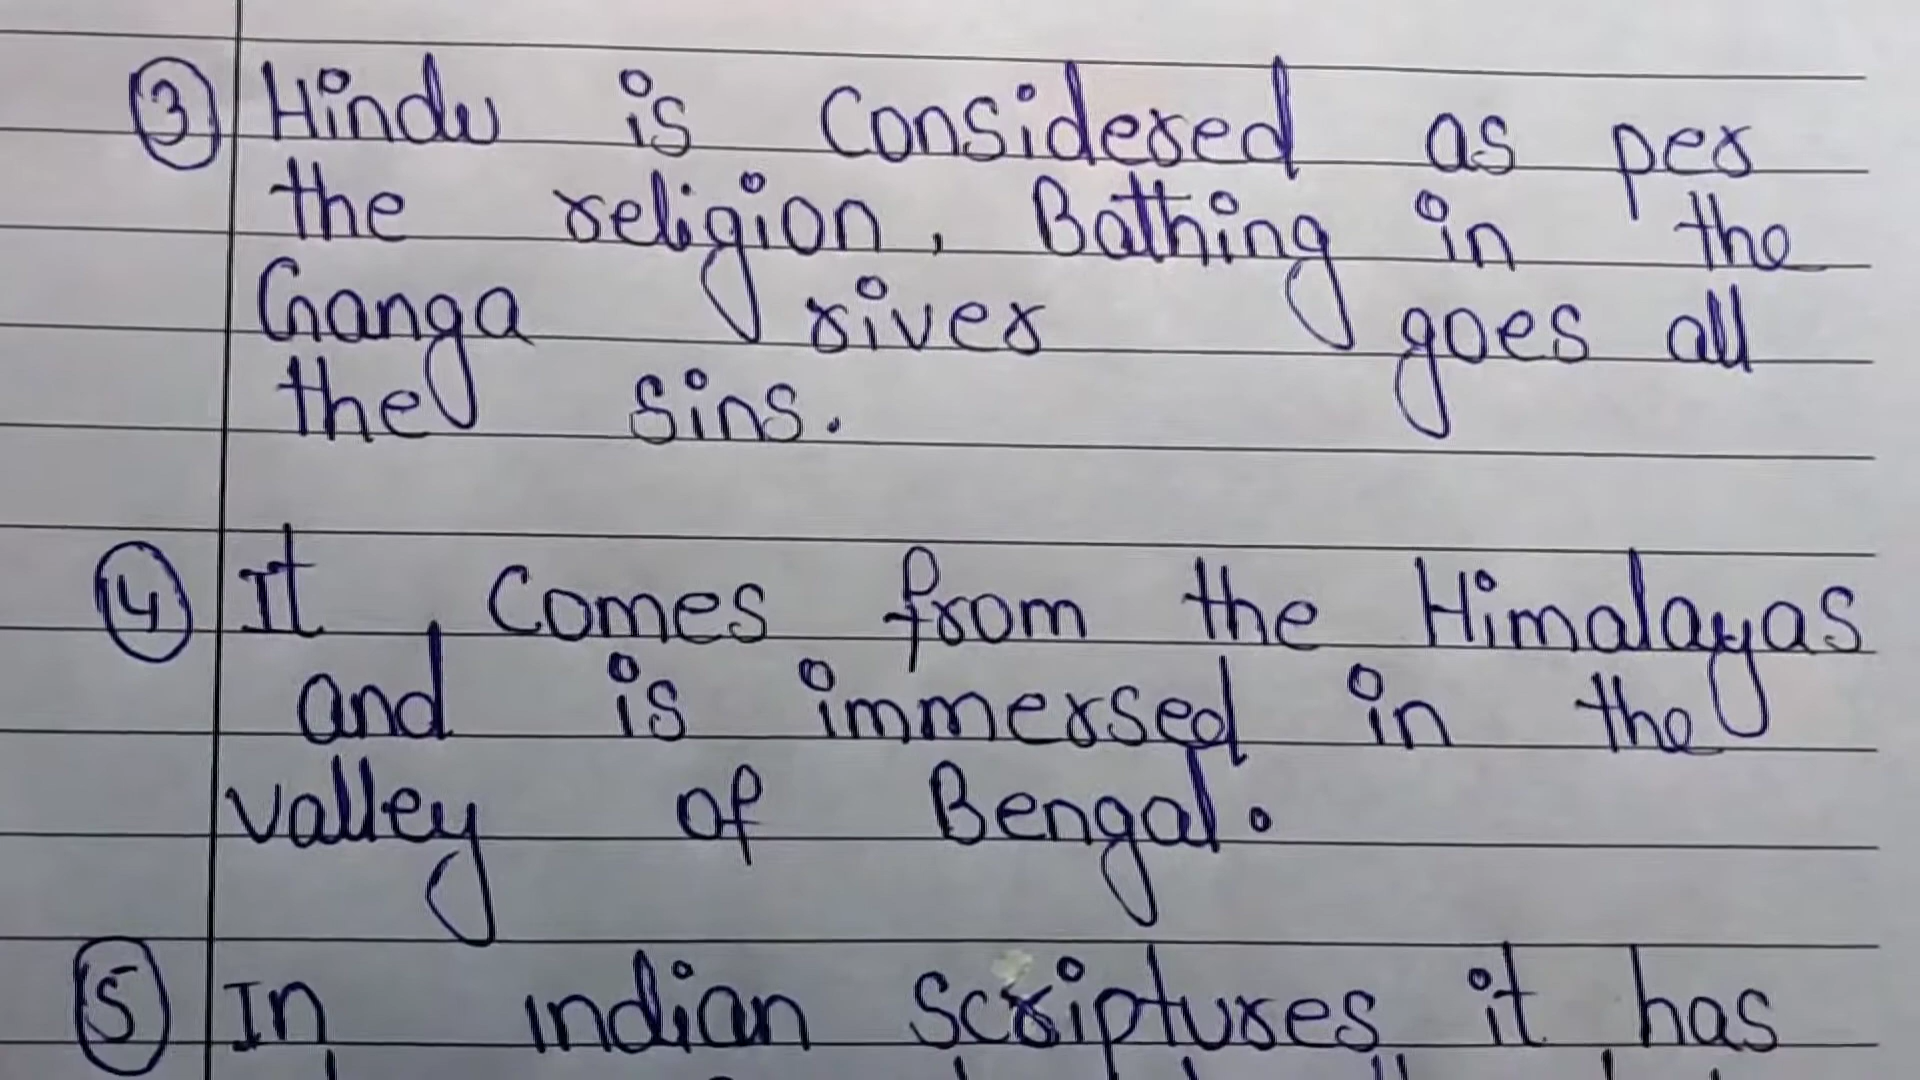 3 Hindu is Considered as per
the religion, Bathing in the
Ganga river goes all
the sins.
4 It comes from the Himalayas
and is immersed in the
valley of Bengal.
5 In indian scriptures it has